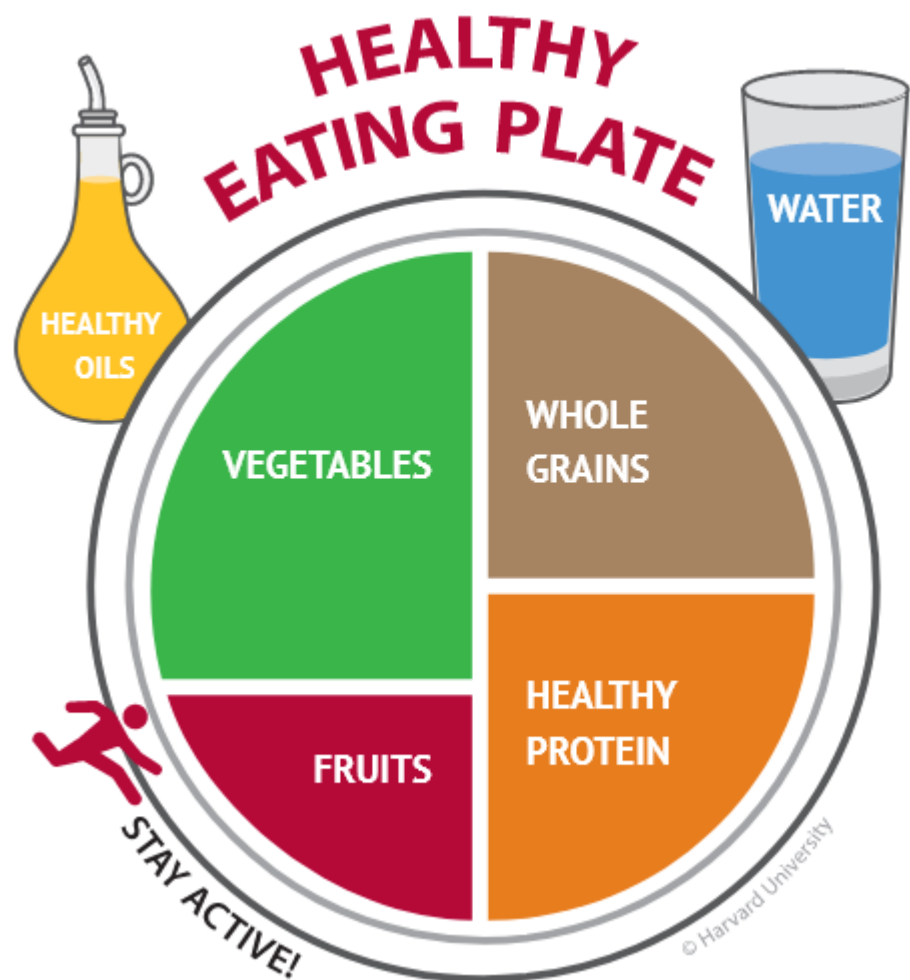 HEALTHY
EATING PLATE
HEALTHY
OILS
WATER
VEGETABLES
WHOLE
GRAINS
FRUITS
HEALTHY
PROTEIN
STAY ACTIVE!
© Harvard University